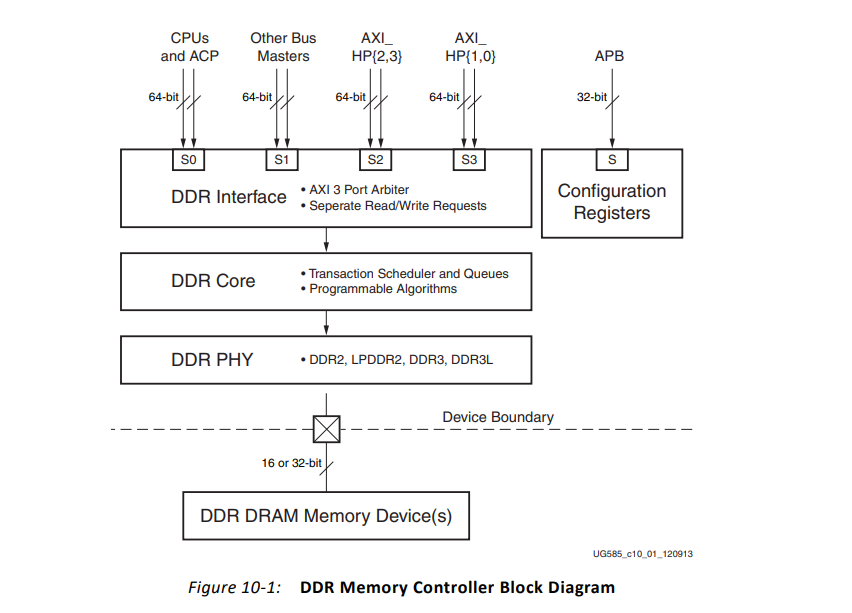 CPUs
and ACP
Other Bus
Masters
AXI_
HP{2,3}
AXI_
HP{1,0}
APB
64-bit
64-bit
64-bit
64-bit
32-bit
S0
S1
S2
S3
S
DDR Interface
• AXI 3 Port Arbiter
• Seperate Read/Write Requests
Configuration
Registers
DDR Core
• Transaction Scheduler and Queues
• Programmable Algorithms
DDR PHY
• DDR2, LPDDR2, DDR3, DDR3L
Device Boundary
16 or 32-bit
DDR DRAM Memory Device(s)
UG585_c10_01_120913
Figure 10-1: DDR Memory Controller Block Diagram